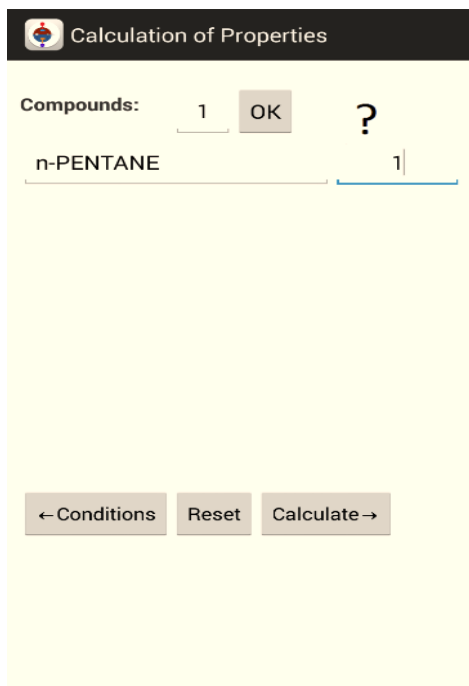 Calculation of Properties
Compounds: 1 OK ?
n-PENTANE 1
←Conditions Reset Calculate→